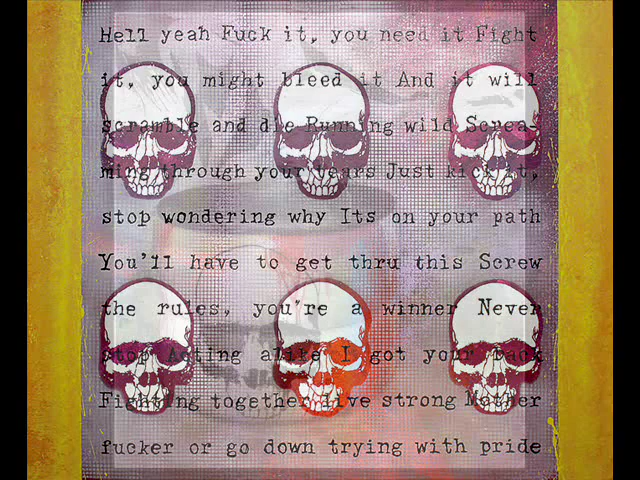 Hell yeah Fuck it, you need it Fight
it, you might bleed it And it will
scramble and die Running wild Screa-
ming through your tears Just kick it,
stop wondering why Its on your path
You'll have to get thru this Screw
the rules, you're a winner Never
stop Acting alike I got your back
Fighting together live strong Mother
fucker or go down trying with pride